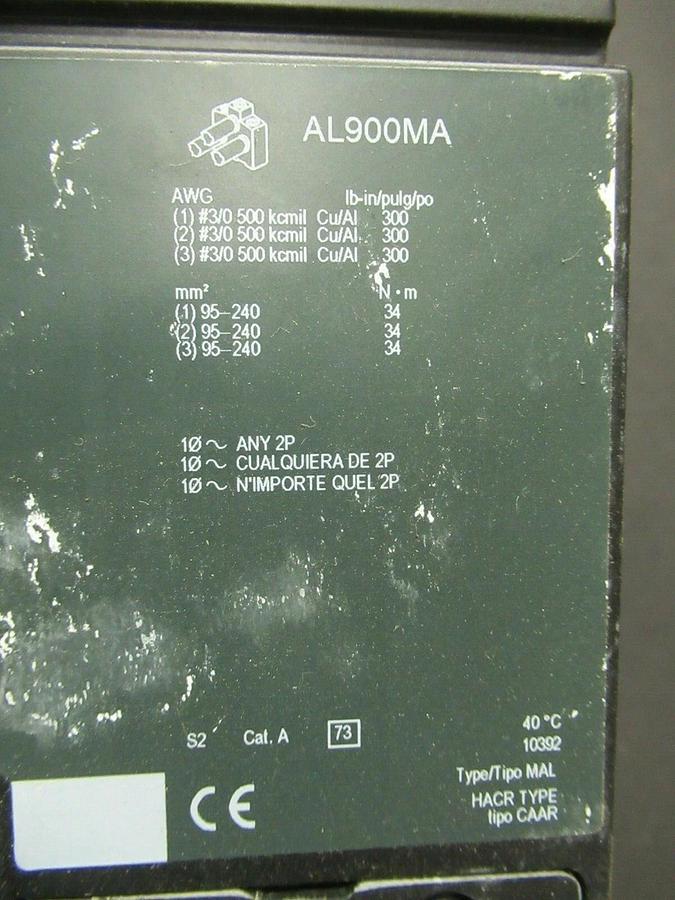 AL900MA
AWG lb-in/pulg/po
(1) #3/0 500 kcmil Cu/Al 300
(2) #3/0 500 kcmil Cu/Al 300
(3) #3/0 500 kcmil Cu/Al 300
mm² N · m
(1) 95–240 34
(2) 95–240 34
(3) 95–240 34
1Ø ~ ANY 2P
1Ø ~ CUALQUIERA DE 2P
1Ø ~ N'IMPORTE QUEL 2P
S2 Cat. A 73
40 °C
10392
Type/Tipo MAL
HACR TYPE
tipo CAAR
CE